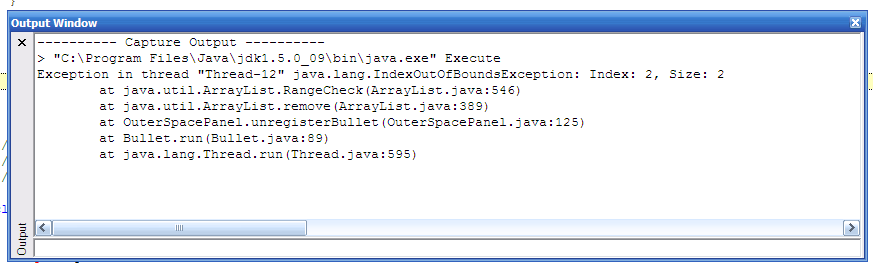 Output Window
---------- Capture Output ----------
> "C:\Program Files\Java\jdk1.5.0_09\bin\java.exe" Execute
Exception in thread "Thread-12" java.lang.IndexOutOfBoundsException: Index: 2, Size: 2
at java.util.ArrayList.RangeCheck(ArrayList.java:546)
at java.util.ArrayList.remove(ArrayList.java:389)
at OuterSpacePanel.unregisterBullet(OuterSpacePanel.java:125)
at Bullet.run(Bullet.java:89)
at java.lang.Thread.run(Thread.java:595)
Output